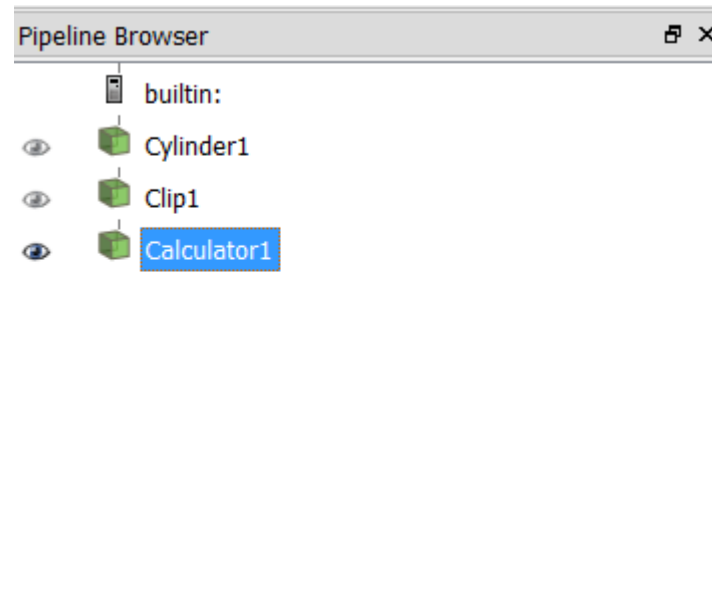 Pipeline Browser
builtin:
Cylinder1
Clip1
Calculator1